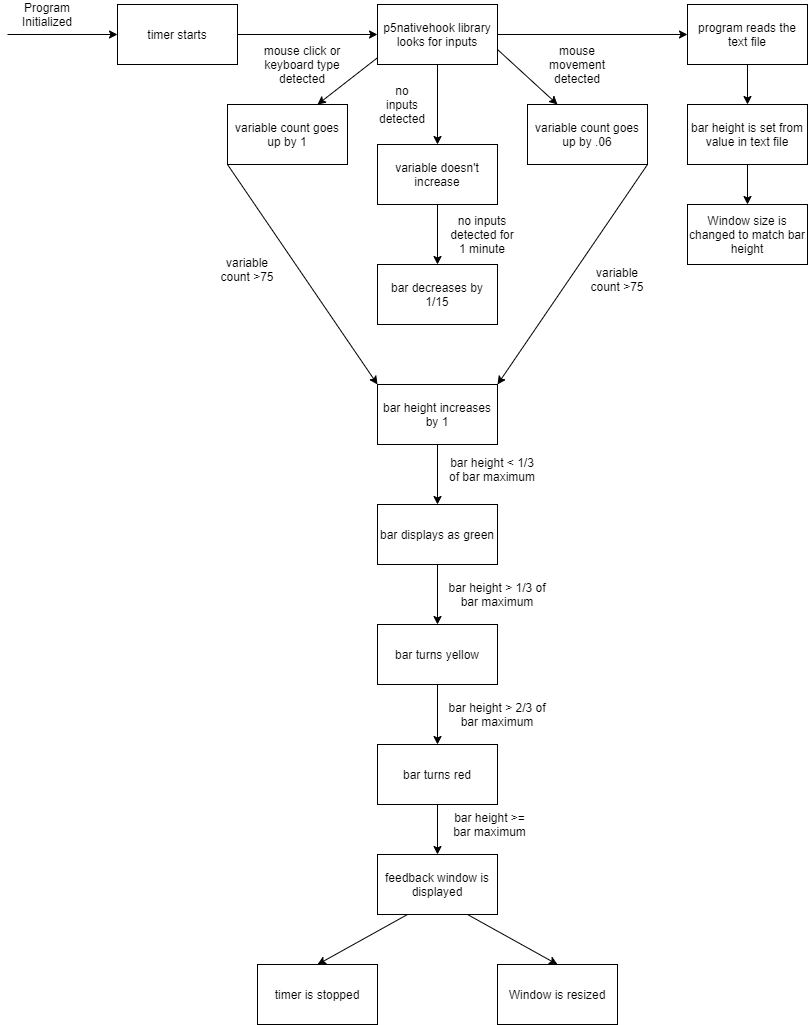 Program
Initialized
timer starts
p5nativehook library
looks for inputs
program reads the
text file
mouse click or
keyboard type
detected
no
inputs
detected
mouse
movement
detected
variable count goes
up by 1
variable doesn't
increase
variable count goes
up by .06
bar height is set from
value in text file
no inputs
detected for
1 minute
Window size is
changed to match bar
height
variable
count >75
bar decreases by
1/15
variable
count >75
bar height increases
by 1
bar height < 1/3
of bar maximum
bar displays as green
bar height > 1/3 of
bar maximum
bar turns yellow
bar height > 2/3 of
bar maximum
bar turns red
bar height >=
bar maximum
feedback window is
displayed
timer is stopped
Window is resized